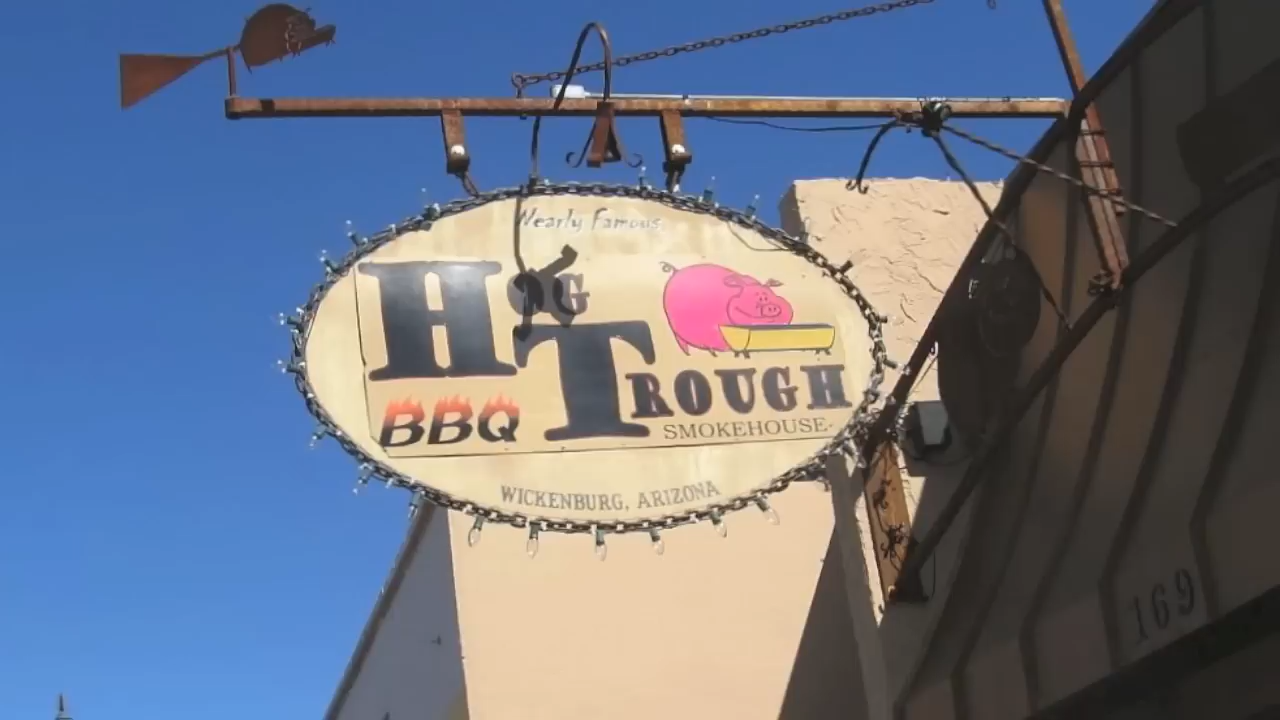 Nearly Famous
HOG
TROUGH
BBQ
SMOKEHOUSE
WICKENBURG, ARIZONA
169